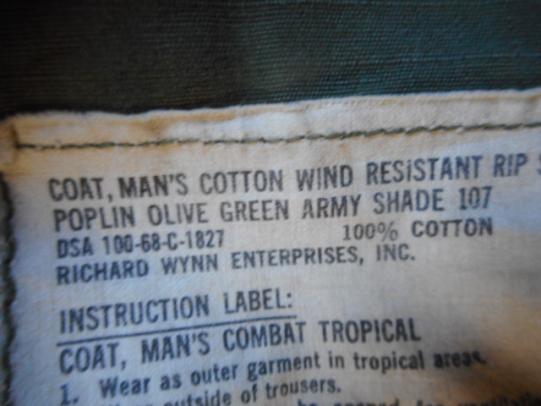 COAT, MAN'S COTTON WIND RESISTANT RIP
POPLIN OLIVE GREEN ARMY SHADE 107
DSA 100-68-C-1827 100% COTTON
RICHARD WYNN ENTERPRISES, INC.
INSTRUCTION LABEL:
COAT, MAN'S COMBAT TROPICAL
1. Wear as outer garment in tropical areas.
outside of trousers.